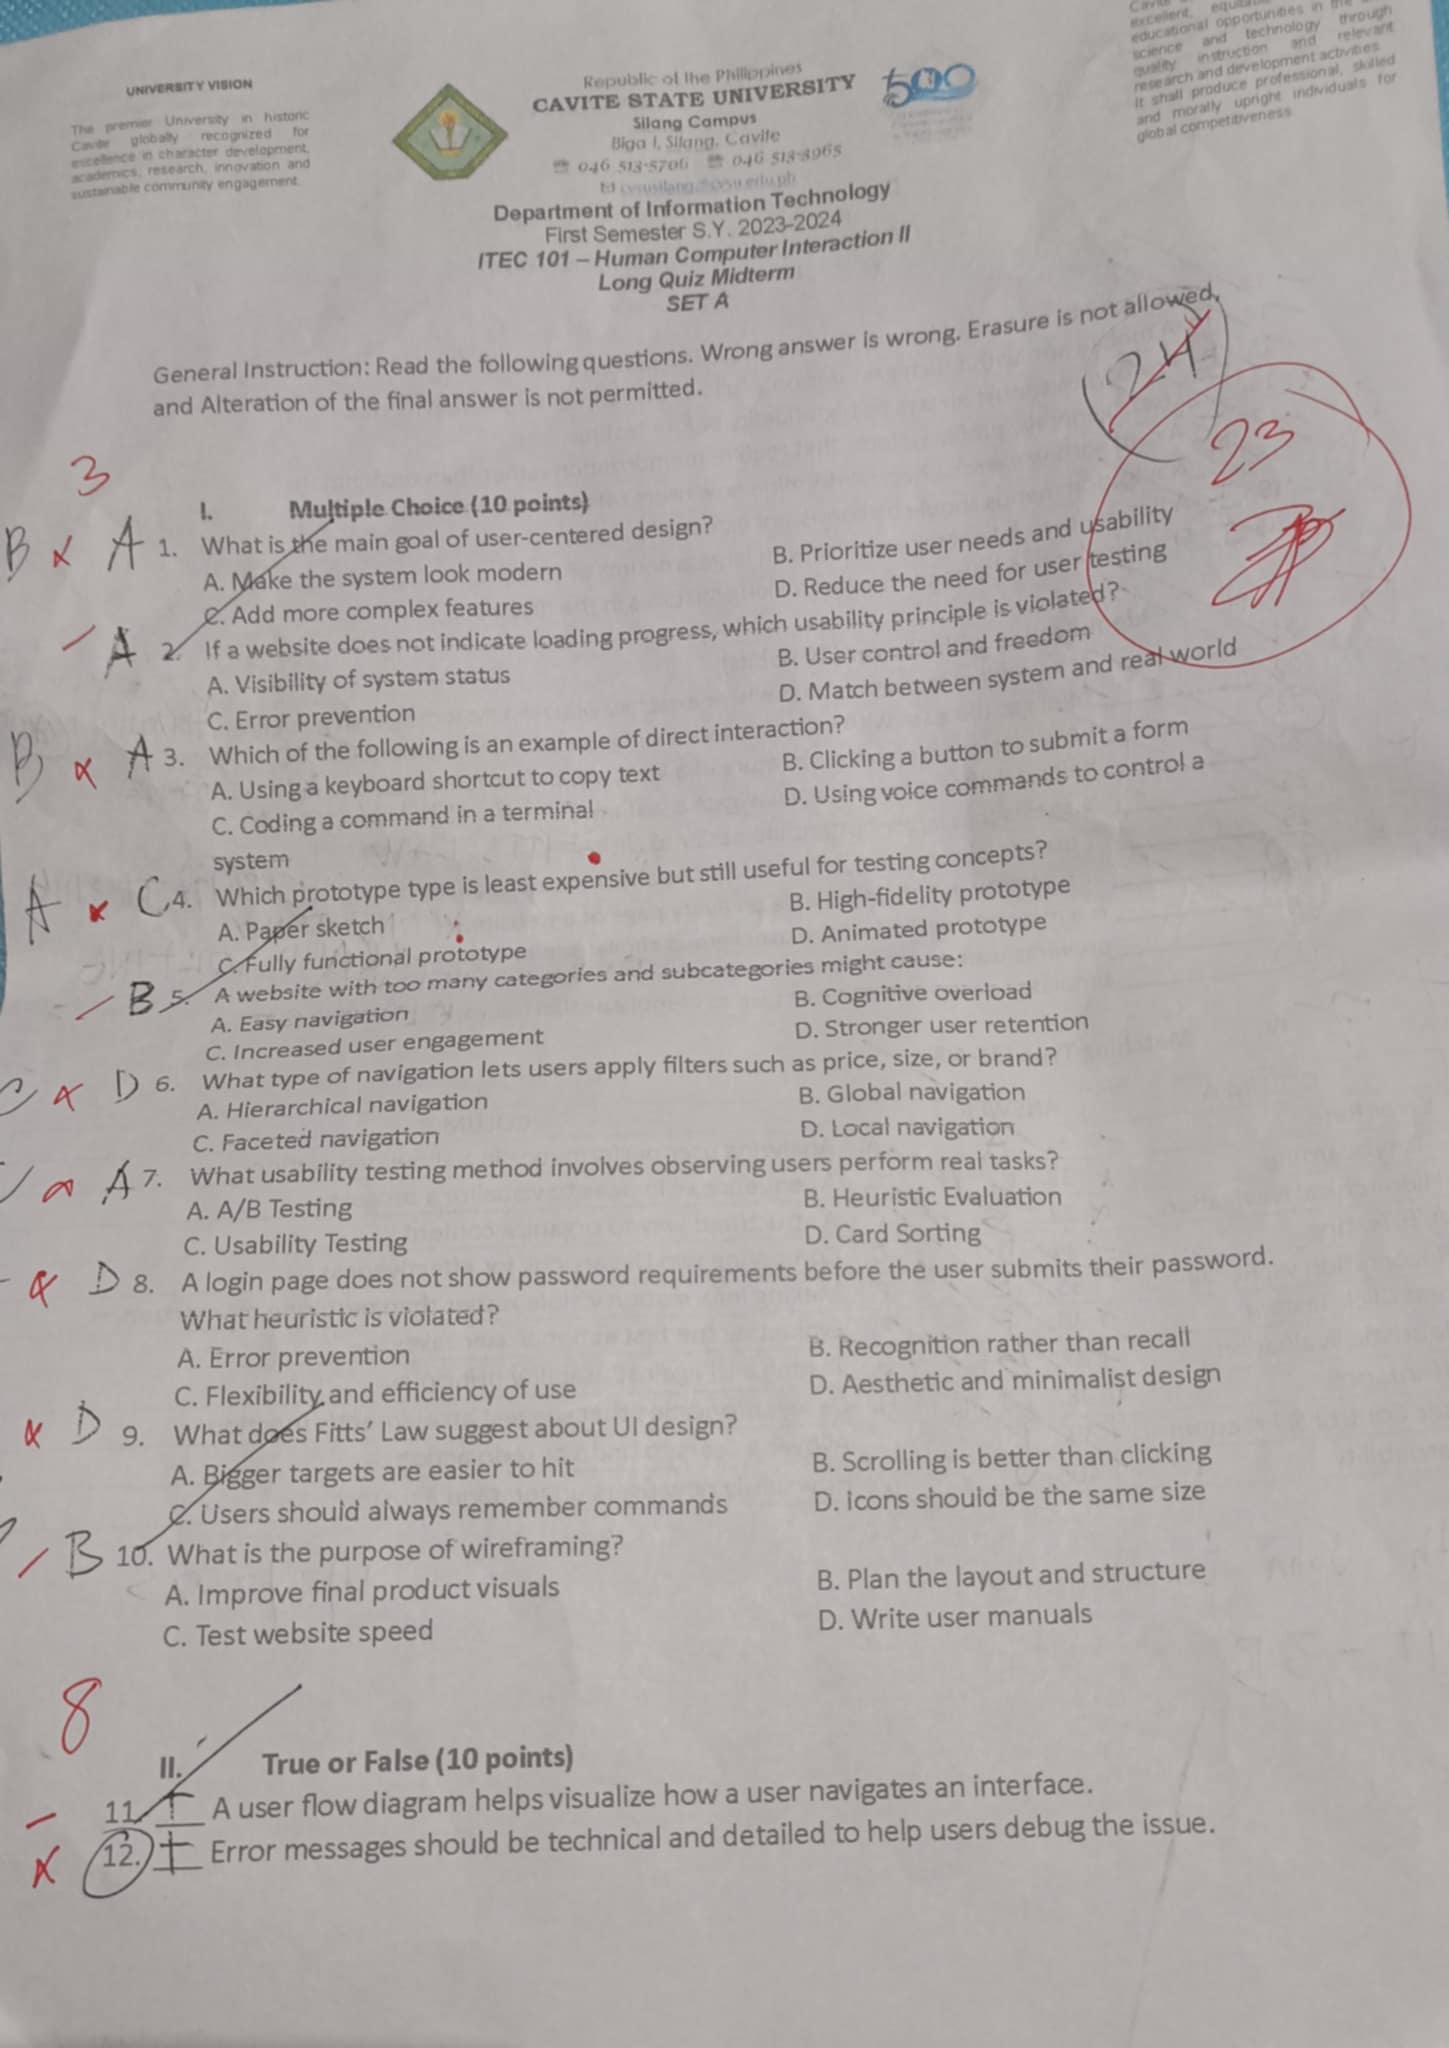 UNIVERSITY VISION
The premier University in historic
Cavite globally recognized for
excellence in character development,
academics, research, innovation and
sustainable community engagement.
Republic of the Philippines
CAVITE STATE UNIVERSITY
Silang Campus
Biga I, Silang, Cavite
☎ 046 513-5706 ☎ 046 513-3965
Department of Information Technology
First Semester S.Y. 2023-2024
ITEC 101 – Human Computer Interaction II
Long Quiz Midterm
SET A
500
excellent,
educational opportunities in the
science and technology through
quality instruction and relevant
research and development activities.
It shall produce professional, skilled
and morally upright individuals for
global competitiveness
General Instruction: Read the following questions. Wrong answer is wrong. Erasure is not allowed,
and Alteration of the final answer is not permitted.
24
23
3
I. Multiple Choice (10 points)
B x A 1. What is the main goal of user-centered design?
A. Make the system look modern B. Prioritize user needs and usability
C. Add more complex features D. Reduce the need for user testing
A 2. If a website does not indicate loading progress, which usability principle is violated?
A. Visibility of system status B. User control and freedom
C. Error prevention D. Match between system and real world
B x A 3. Which of the following is an example of direct interaction?
A. Using a keyboard shortcut to copy text B. Clicking a button to submit a form
C. Coding a command in a terminal D. Using voice commands to control a
system
A x C 4. Which prototype type is least expensive but still useful for testing concepts?
A. Paper sketch B. High-fidelity prototype
C. Fully functional prototype D. Animated prototype
B 5. A website with too many categories and subcategories might cause:
A. Easy navigation B. Cognitive overload
C. Increased user engagement D. Stronger user retention
x D 6. What type of navigation lets users apply filters such as price, size, or brand?
A. Hierarchical navigation B. Global navigation
C. Faceted navigation D. Local navigation
A 7. What usability testing method involves observing users perform real tasks?
A. A/B Testing B. Heuristic Evaluation
C. Usability Testing D. Card Sorting
x D 8. A login page does not show password requirements before the user submits their password.
What heuristic is violated?
A. Error prevention B. Recognition rather than recall
C. Flexibility and efficiency of use D. Aesthetic and minimalist design
x D 9. What does Fitts’ Law suggest about UI design?
A. Bigger targets are easier to hit B. Scrolling is better than clicking
C. Users should always remember commands D. Icons should be the same size
B 10. What is the purpose of wireframing?
A. Improve final product visuals B. Plan the layout and structure
C. Test website speed D. Write user manuals
8
II. True or False (10 points)
11. T A user flow diagram helps visualize how a user navigates an interface.
x 12. T Error messages should be technical and detailed to help users debug the issue.